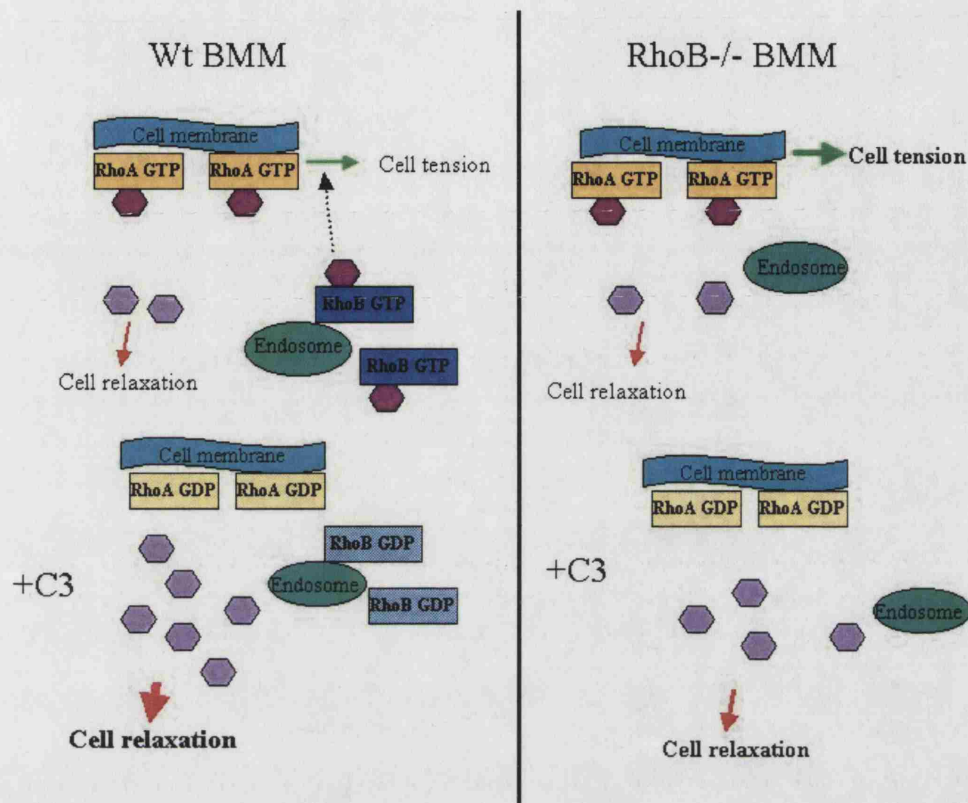 Wt BMM
Cell membrane
RhoA GTP RhoA GTP
Cell tension
RhoB GTP
Endosome
RhoB GTP
Cell relaxation
Cell membrane
RhoA GDP RhoA GDP
RhoB GDP
+C3
Endosome
RhoB GDP
Cell relaxation
RhoB-/- BMM
Cell membrane
Cell tension
RhoA GTP RhoA GTP
Endosome
Cell relaxation
Cell membrane
RhoA GDP RhoA GDP
+C3
Endosome
Cell relaxation